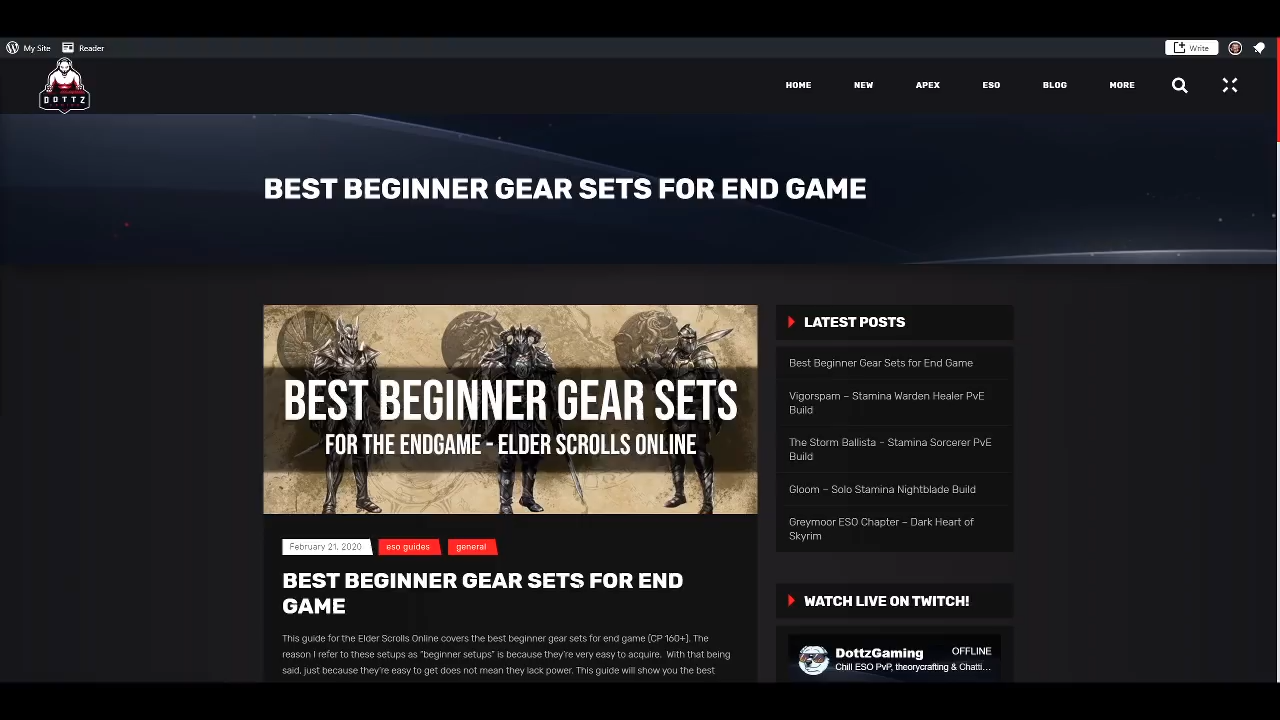 My Site
Reader
Write
DOTTZ
HOME
NEW
APEX
ESO
BLOG
MORE
BEST BEGINNER GEAR SETS FOR END GAME
BEST BEGINNER GEAR SETS
FOR THE ENDGAME - ELDER SCROLLS ONLINE
February 21, 2020
eso guides
general
BEST BEGINNER GEAR SETS FOR END
GAME
This guide for the Elder Scrolls Online covers the best beginner gear sets for end game (CP 160+). The
reason I refer to these setups as "beginner setups" is because they're very easy to acquire. With that being
said, just because they're easy to get does not mean they lack power. This guide will show you the best
LATEST POSTS
Best Beginner Gear Sets for End Game
Vigorspam – Stamina Warden Healer PvE
Build
The Storm Ballista – Stamina Sorcerer PvE
Build
Gloom – Solo Stamina Nightblade Build
Greymoor ESO Chapter – Dark Heart of
Skyrim
WATCH LIVE ON TWITCH!
DottzGaming
OFFLINE
Chill ESO PvP, theorycrafting & Chatti...